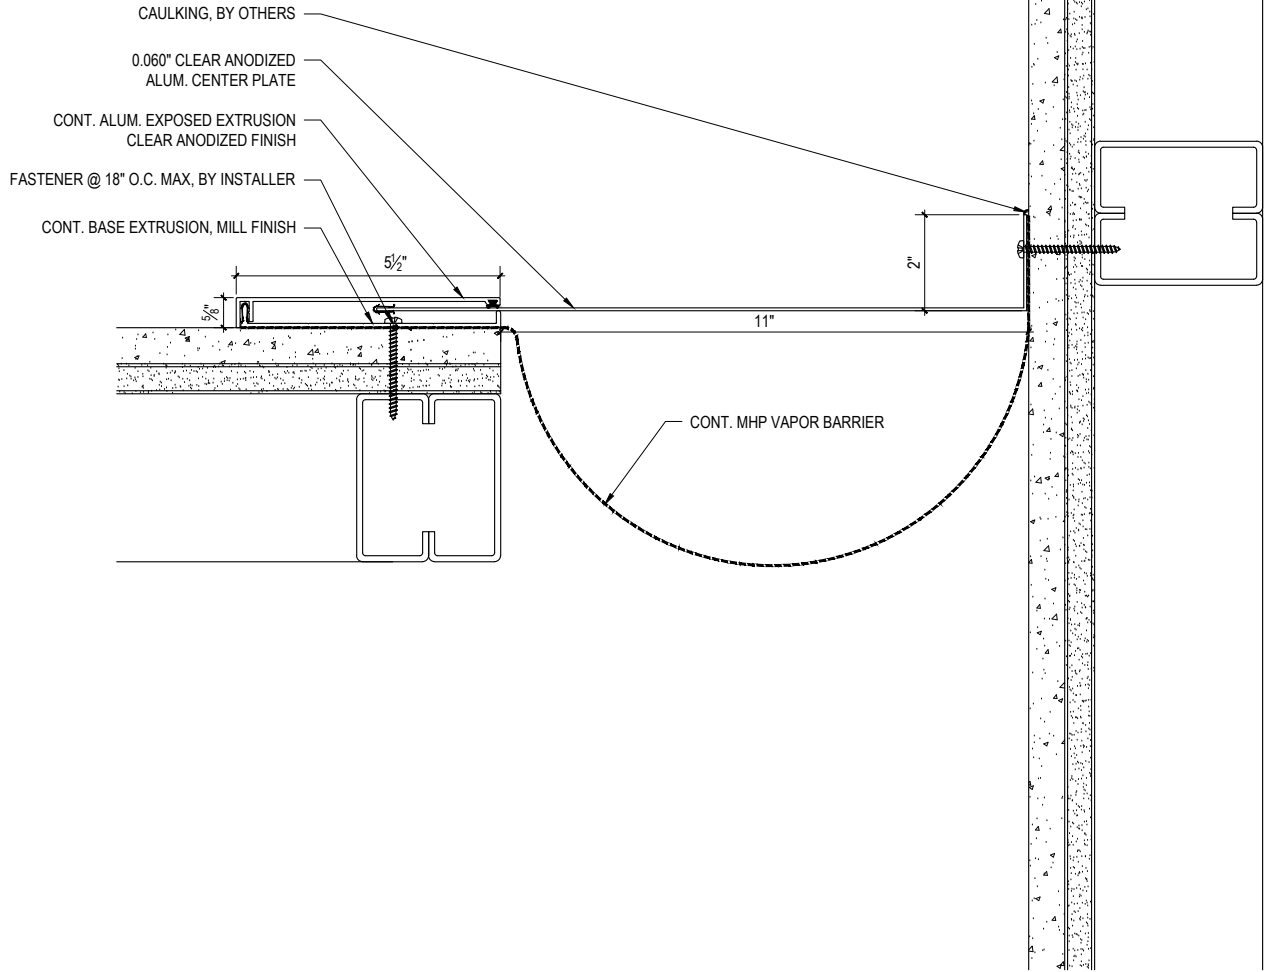 CAULKING, BY OTHERS
0.060" CLEAR ANODIZED
ALUM. CENTER PLATE
CONT. ALUM. EXPOSED EXTRUSION
CLEAR ANODIZED FINISH
FASTENER @ 18" O.C. MAX, BY INSTALLER
CONT. BASE EXTRUSION, MILL FINISH
5½"
2"
⅝"
11"
CONT. MHP VAPOR BARRIER